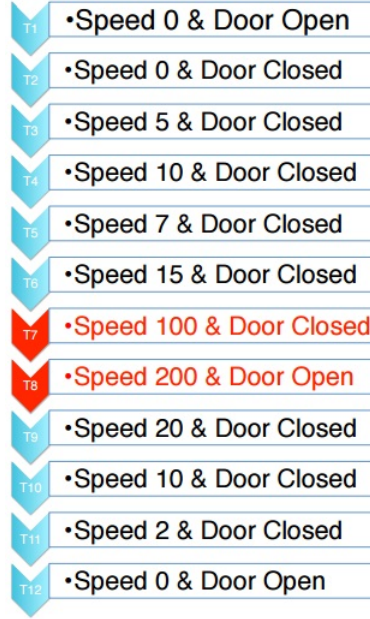 T1 •Speed 0 & Door Open
T2 •Speed 0 & Door Closed
T3 •Speed 5 & Door Closed
T4 •Speed 10 & Door Closed
T5 •Speed 7 & Door Closed
T6 •Speed 15 & Door Closed
T7 •Speed 100 & Door Closed
T8 •Speed 200 & Door Open
T9 •Speed 20 & Door Closed
T10 •Speed 10 & Door Closed
T11 •Speed 2 & Door Closed
T12 •Speed 0 & Door Open